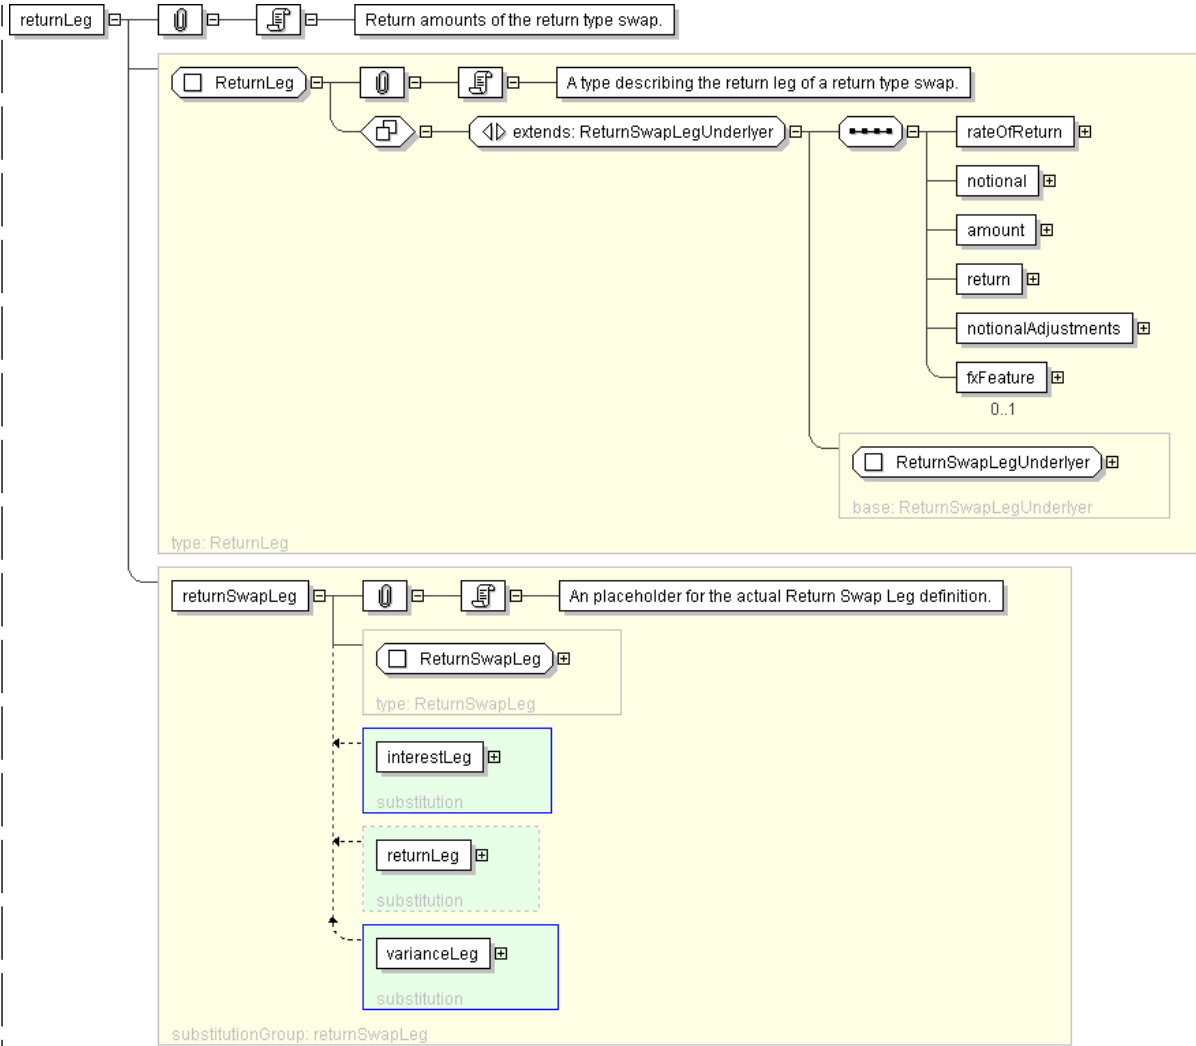 returnLeg
Return amounts of the return type swap.
ReturnLeg
A type describing the return leg of a return type swap.
extends: ReturnSwapLegUnderlyer
rateOfReturn
notional
amount
return
notionalAdjustments
fxFeature
0..1
ReturnSwapLegUnderlyer
base: ReturnSwapLegUnderlyer
type: ReturnLeg
returnSwapLeg
An placeholder for the actual Return Swap Leg definition.
ReturnSwapLeg
type: ReturnSwapLeg
interestLeg
substitution
returnLeg
substitution
varianceLeg
substitution
substitutionGroup: returnSwapLeg